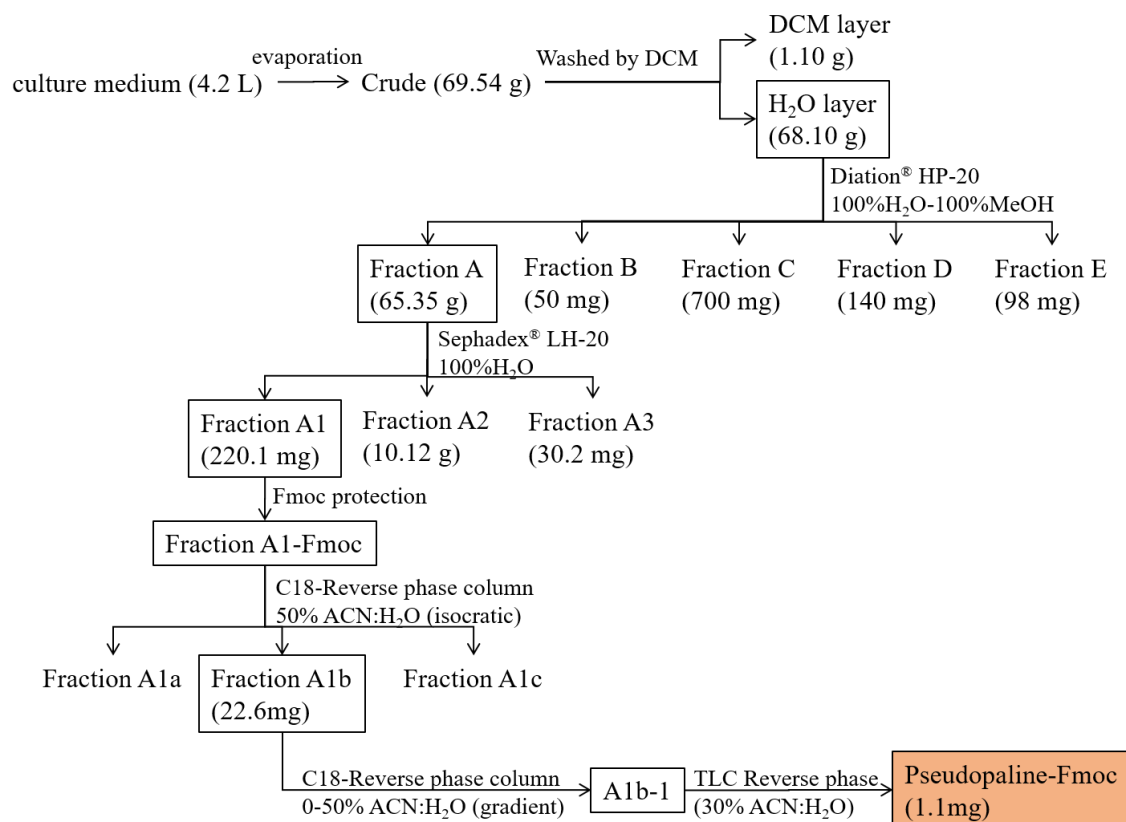 culture medium (4.2 L)
evaporation
Crude (69.54 g)
Washed by DCM
DCM layer
(1.10 g)
H₂O layer
(68.10 g)
Diation® HP-20
100%H₂O-100%MeOH
Fraction A
(65.35 g)
Fraction B
(50 mg)
Fraction C
(700 mg)
Fraction D
(140 mg)
Fraction E
(98 mg)
Sephadex® LH-20
100%H₂O
Fraction A1
(220.1 mg)
Fraction A2
(10.12 g)
Fraction A3
(30.2 mg)
Fmoc protection
Fraction A1-Fmoc
C18-Reverse phase column
50% ACN:H₂O (isocratic)
Fraction A1a
Fraction A1b
(22.6mg)
Fraction A1c
C18-Reverse phase column
0-50% ACN:H₂O (gradient)
A1b-1
TLC Reverse phase
(30% ACN:H₂O)
Pseudopaline-Fmoc
(1.1mg)